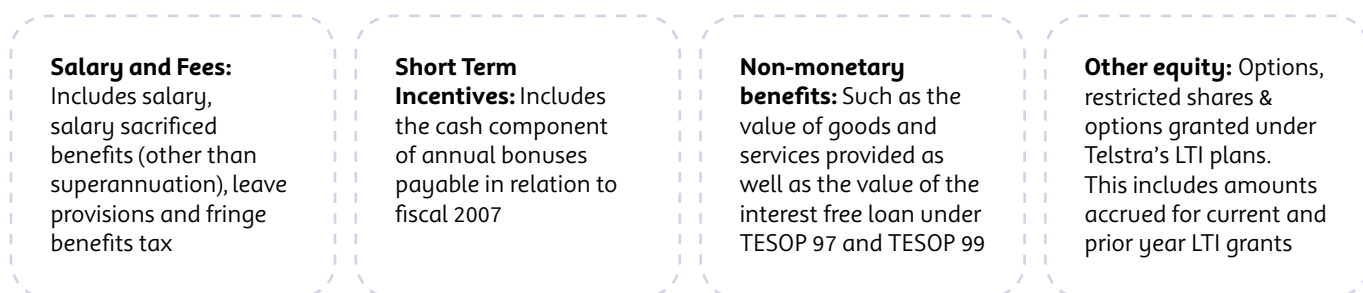 Salary and Fees:
Includes salary,
salary sacrificed
benefits (other than
superannuation), leave
provisions and fringe
benefits tax
Short Term
Incentives: Includes
the cash component
of annual bonuses
payable in relation to
fiscal 2007
Non-monetary
benefits: Such as the
value of goods and
services provided as
well as the value of the
interest free loan under
TESOP 97 and TESOP 99
Other equity: Options,
restricted shares &
options granted under
Telstra’s LTI plans.
This includes amounts
accrued for current and
prior year LTI grants